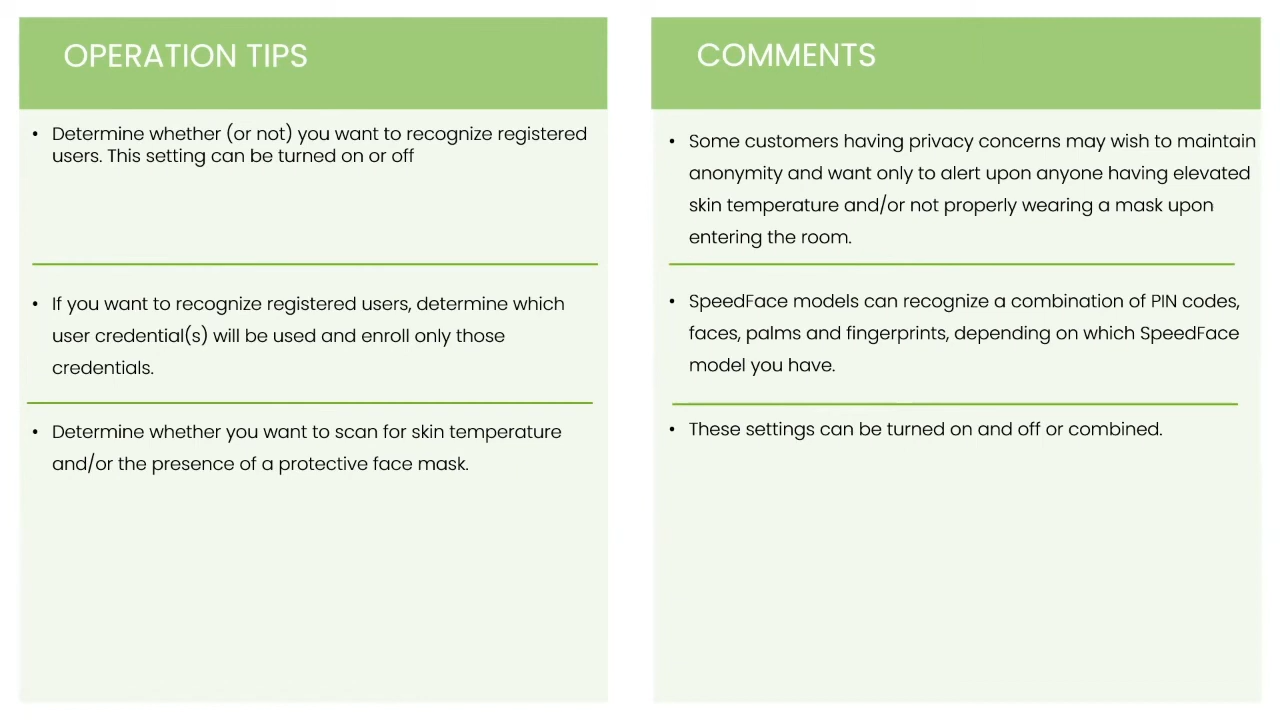 OPERATION TIPS
• Determine whether (or not) you want to recognize registered
users. This setting can be turned on or off
• If you want to recognize registered users, determine which
user credential(s) will be used and enroll only those
credentials.
• Determine whether you want to scan for skin temperature
and/or the presence of a protective face mask.
COMMENTS
• Some customers having privacy concerns may wish to maintain
anonymity and want only to alert upon anyone having elevated
skin temperature and/or not properly wearing a mask upon
entering the room.
• SpeedFace models can recognize a combination of PIN codes,
faces, palms and fingerprints, depending on which SpeedFace
model you have.
• These settings can be turned on and off or combined.